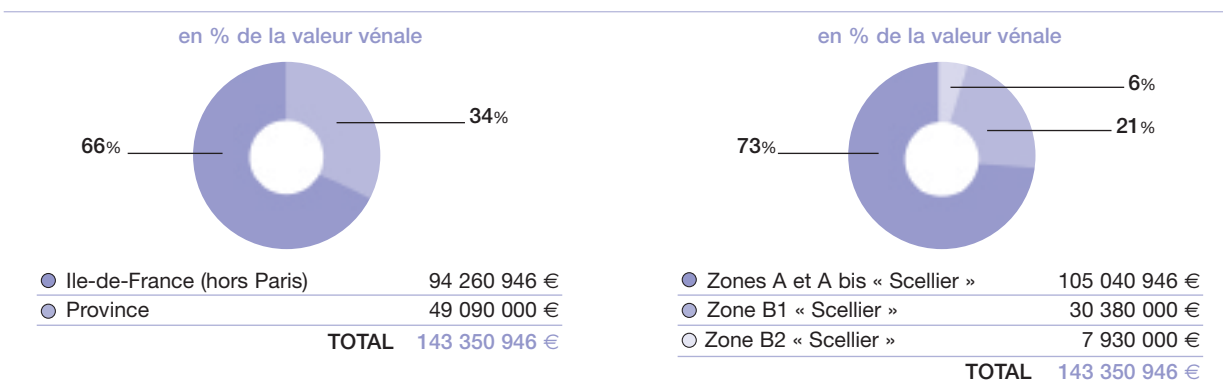 en % de la valeur vénale
66%
34%
Ile-de-France (hors Paris) 94 260 946 €
Province 49 090 000 €
TOTAL 143 350 946 €
en % de la valeur vénale
6%
21%
73%
Zones A et A bis « Scellier » 105 040 946 €
Zone B1 « Scellier » 30 380 000 €
Zone B2 « Scellier » 7 930 000 €
TOTAL 143 350 946 €